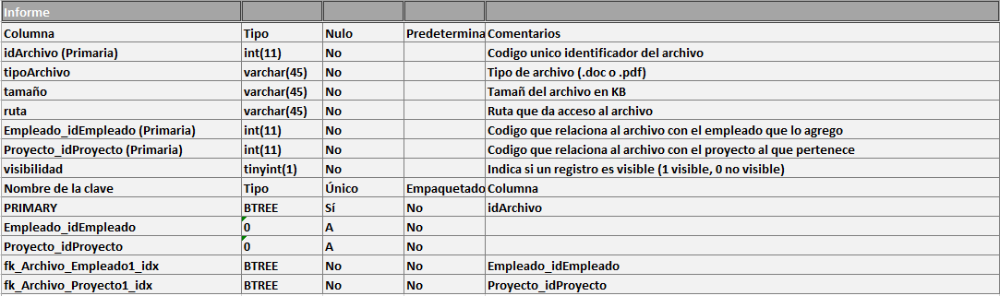 Informe
Columna Tipo Nulo Predetermina Comentarios
idArchivo (Primaria) int(11) No Codigo unico identificador del archivo
tipoArchivo varchar(45) No Tipo de archivo (.doc o .pdf)
tamaño varchar(45) No Tamañ del archivo en KB
ruta varchar(45) No Ruta que da acceso al archivo
Empleado_idEmpleado (Primaria) int(11) No Codigo que relaciona al archivo con el empleado que lo agrego
Proyecto_idProyecto (Primaria) int(11) No Codigo que relaciona al archivo con el proyecto al que pertenece
visibilidad tinyint(1) No Indica si un registro es visible (1 visible, 0 no visible)
Nombre de la clave Tipo Único Empaquetado Columna
PRIMARY BTREE Sí No idArchivo
Empleado_idEmpleado 0 A No
Proyecto_idProyecto 0 A No
fk_Archivo_Empleado1_idx BTREE No No Empleado_idEmpleado
fk_Archivo_Proyecto1_idx BTREE No No Proyecto_idProyecto